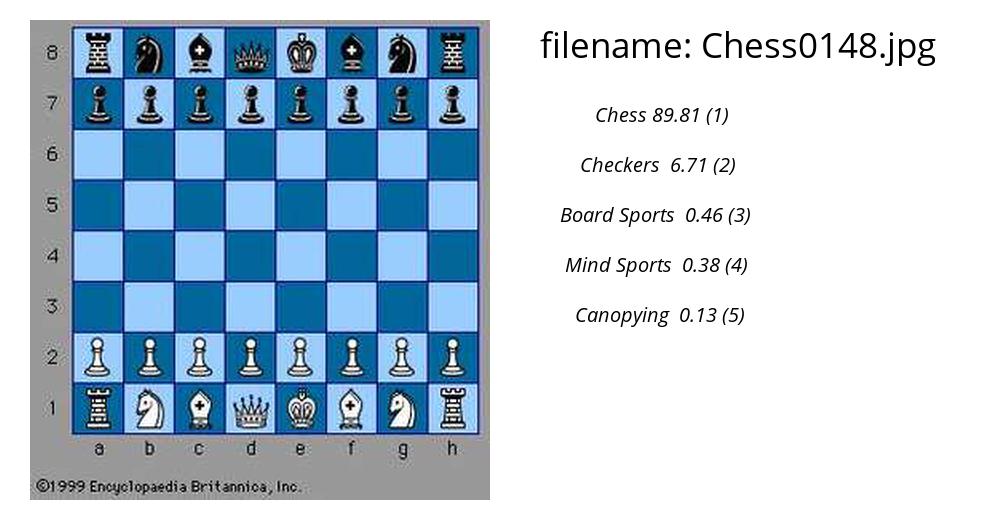 filename: Chess0148.jpg
8
7
6
5
4
3
2
1
a b c d e f g h
©1999 Encyclopaedia Britannica, Inc.
Chess 89.81 (1)
Checkers 6.71 (2)
Board Sports 0.46 (3)
Mind Sports 0.38 (4)
Canopying 0.13 (5)